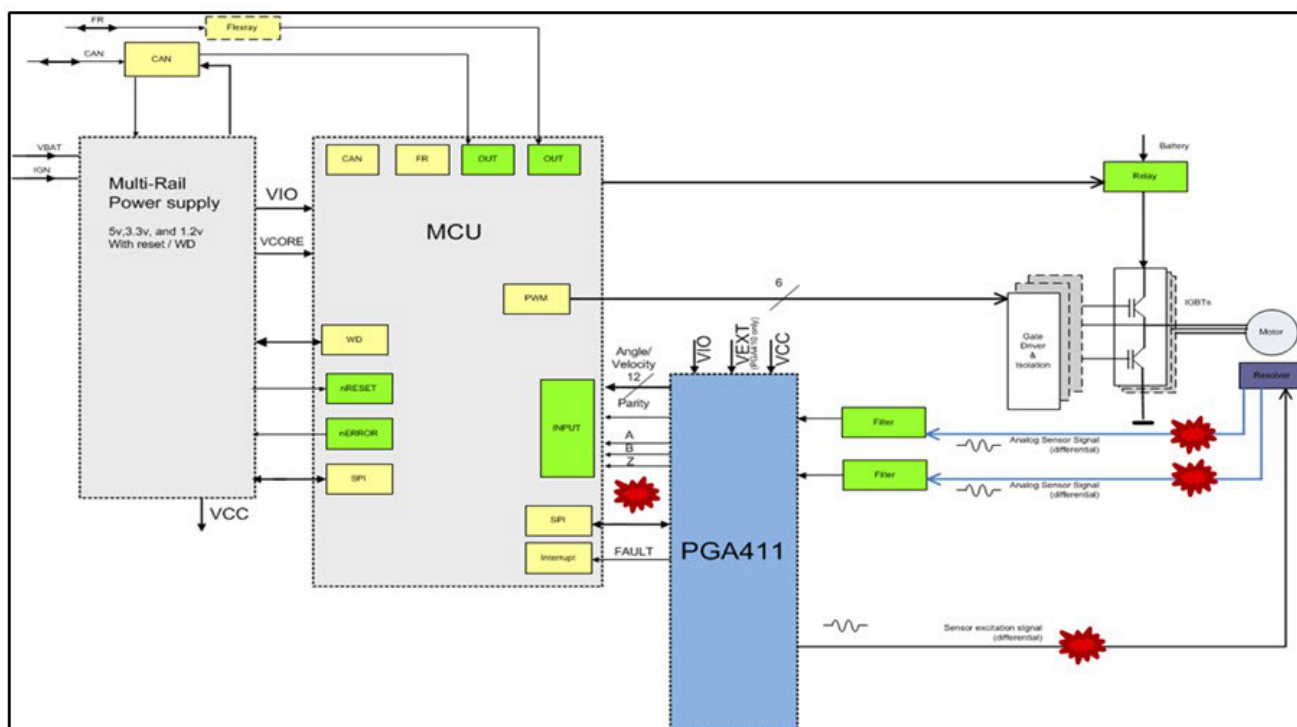 FR
Flexray
CAN
CAN
VBAT
IGN
Multi-Rail
Power supply
5v,3.3v, and 1.2v
With reset / WD
VIO
VCORE
VCC
CAN
FR
OUT
OUT
MCU
PWM
WD
nRESET
nERROR
SPI
INPUT
SPI
Interrupt
6
Angle/
Velocity
12
Parity
A
B
Z
FAULT
VIO
VEXT
(PGA410 only)
VCC
PGA411
Battery
Relay
IGBTs
Gate
Driver
&
Isolation
Motor
Resolver
Filter
Analog Sensor Signal
(differential)
Filter
Analog Sensor Signal
(differential)
Sensor excitation signal
(differential)